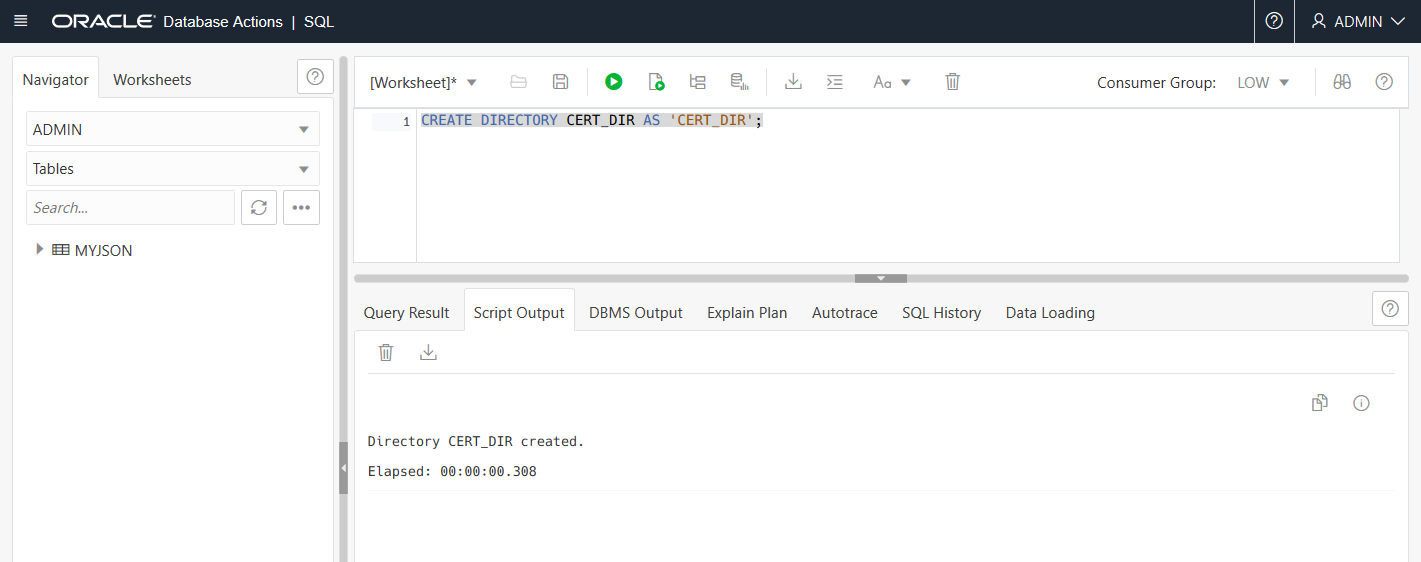 ORACLE Database Actions | SQL
ADMIN
Navigator
Worksheets
ADMIN
Tables
Search...
MYJSON
[Worksheet]*
Aa
Consumer Group: LOW
1 CREATE DIRECTORY CERT_DIR AS 'CERT_DIR';
Query Result
Script Output
DBMS Output
Explain Plan
Autotrace
SQL History
Data Loading
Directory CERT_DIR created.
Elapsed: 00:00:00.308